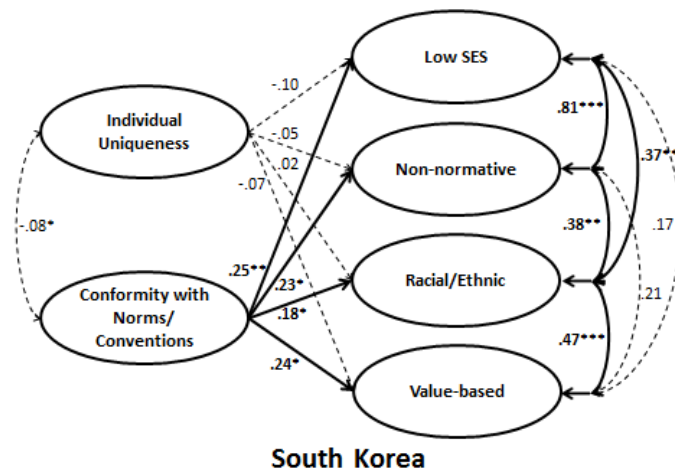 Low SES
-.10
Individual
Uniqueness
.81***
-.05
.02
.37**
Non-normative
-.07
-.08*
.38**
.17
.25**
Conformity with
Norms/
Conventions
.23*
Racial/Ethnic
.18*
.21
.47***
.24*
Value-based
South Korea